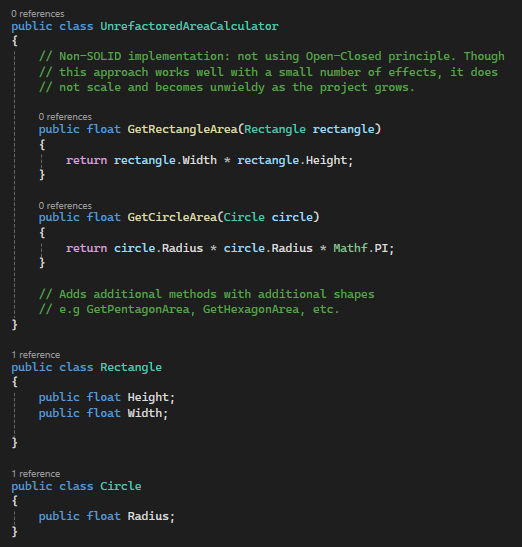 0 references
public class UnrefactoredAreaCalculator
{
// Non-SOLID implementation: not using Open-Closed principle. Though
// this approach works well with a small number of effects, it does
// not scale and becomes unwieldy as the project grows.
0 references
public float GetRectangleArea(Rectangle rectangle)
{
return rectangle.Width * rectangle.Height;
}
0 references
public float GetCircleArea(Circle circle)
{
return circle.Radius * circle.Radius * Mathf.PI;
}
// Adds additional methods with additional shapes
// e.g GetPentagonArea, GetHexagonArea, etc.
}
1 reference
public class Rectangle
{
public float Height;
public float Width;
}
1 reference
public class Circle
{
public float Radius;
}